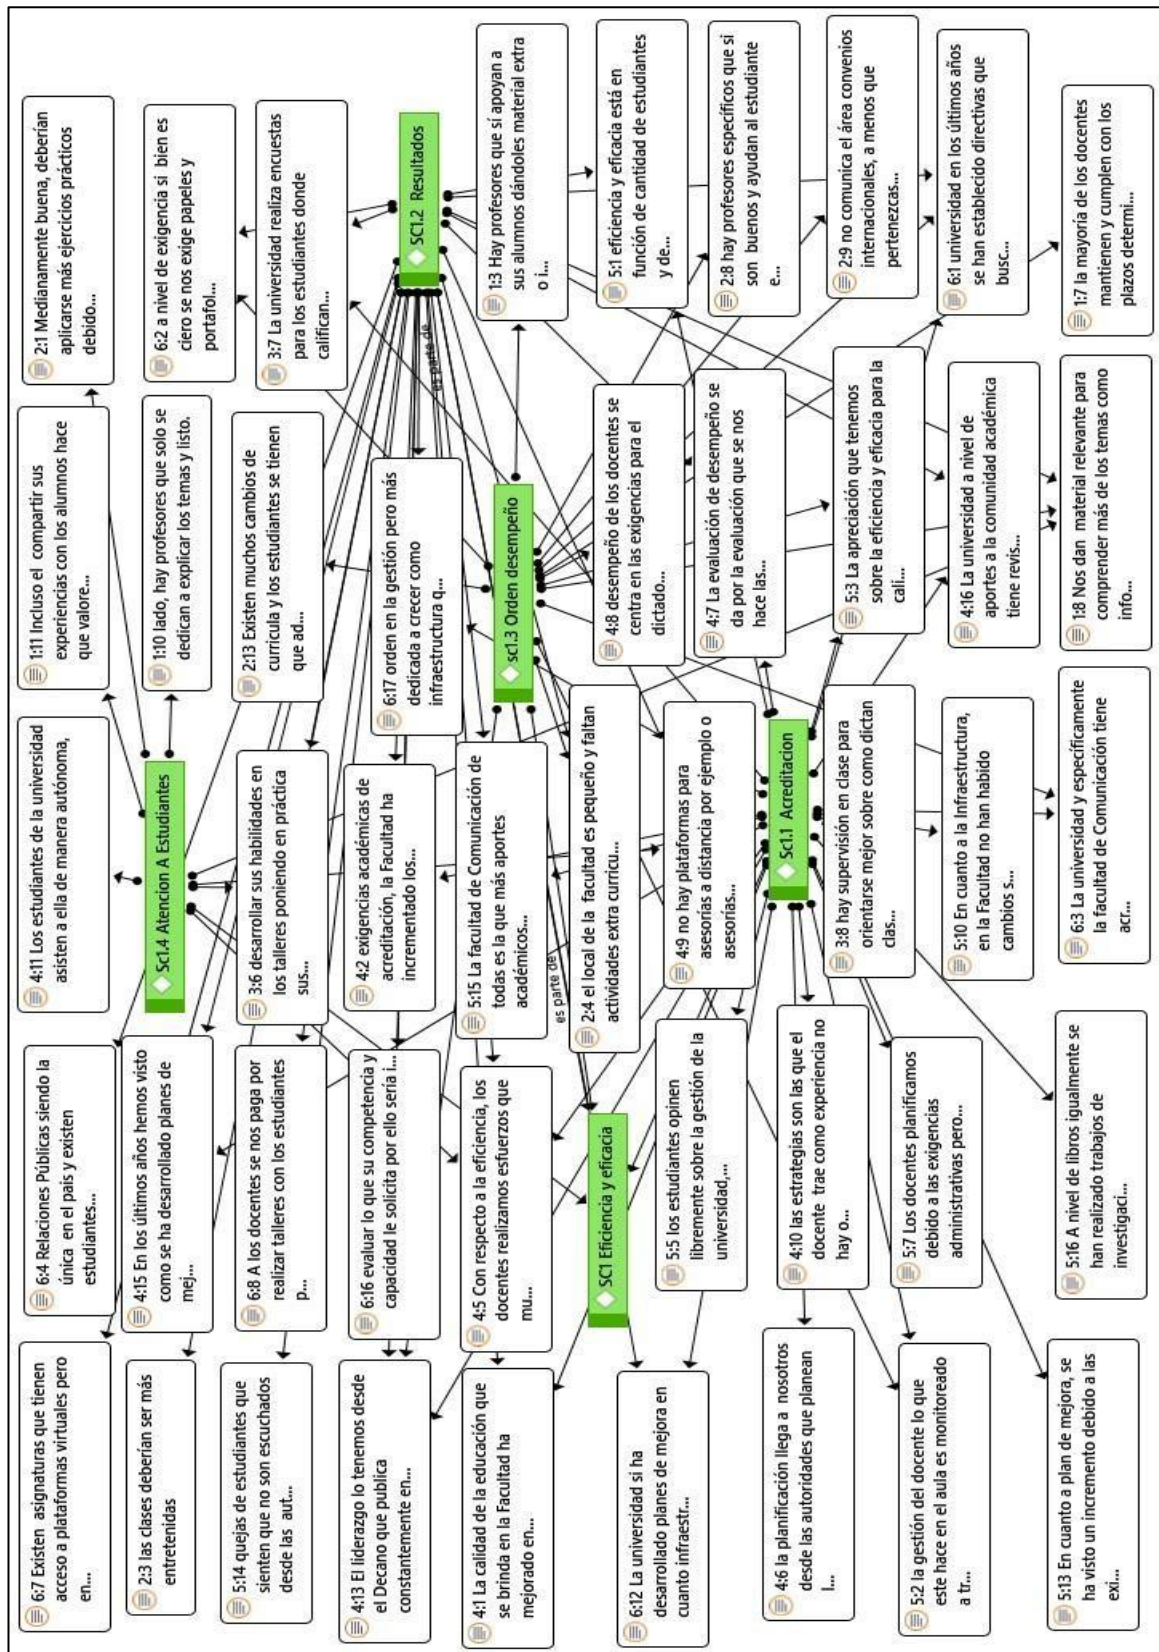 6:7 Existen asignaturas que tienen
acceso a plataformas virtuales pero
en...
6:4 Relaciones Públicas siendo la
única en el país y existen
estudiantes...
4:11 Los estudiantes de la universidad
asisten a ella de manera autónoma,
1:11 Incluso el compartir sus
experiencias con los alumnos hace
que valore...
2:1 Medianamente buena, deberían
aplicarse más ejercicios prácticos
debido...
2:3 las clases deberían ser más
entretenidas
4:15 En los últimos años hemos visto
como se ha desarrollado planes de
mej...
Sc1.4 Atencion A Estudiantes
1:10 lado, hay profesores que solo se
dedican a explicar los temas y listo.
6:2 a nivel de exigencia si bien es
ciero se nos exige papeles y
portafol...
5:14 quejas de estudiantes que
sienten que no son escuchados
desde las aut...
6:8 A los docentes se nos paga por
realizar talleres con los estudiantes
p...
3:6 desarrollar sus habilidades en
los talleres poniendo en práctica
sus...
2:13 Existen muchos cambios de
currícula y los estudiantes se tienen
que ad...
3:7 La universidad realiza encuestas
para los estudiantes donde
califican...
4:13 El liderazgo lo tenemos desde
el Decano que publica
constantemente en...
6:16 evaluar lo que su competencia y
capacidad le solicita por ello sería i...
4:2 exigencias académicas de
acreditación, la Facultad ha
incrementado los...
6:17 orden en la gestión pero más
dedicada a crecer como
infraestructura q...
es parte de
SC1.2 Resultados
4:1 La calidad de la educación que
se brinda en la Facultad ha
mejorado en...
4:5 Con respecto a la eficiencia, los
docentes realizamos esfuerzos que
mu...
5:15 La facultad de Comunicación de
todas es la que más aportes
académicos...
sc1.3 Orden desempeño
1:3 Hay profesores que sí apoyan a
sus alumnos dándoles material extra
o i...
es parte de
6:12 La universidad si ha
desarrollado planes de mejora en
cuanto infraestr...
SC1 Eficiencia y eficacia
2:4 el local de la facultad es pequeño y faltan
actividades extra curricu...
4:8 desempeño de los docentes se
centra en las exigencias para el
dictado...
5:1 eficiencia y eficacia está en
función de cantidad de estudiantes
y de...
5:5 los estudiantes opinen
libremente sobre la gestión de la
universidad,...
4:9 no hay plataformas para
asesorías a distancia por ejemplo o
asesorías...
4:7 La evaluación de desempeño se
da por la evaluación que se nos
hace las...
2:8 hay profesores específicos que si
son buenos y ayudan al estudiante
e...
4:6 la planificación llega a nosotros
desde las autoridades que planean
l...
4:10 las estrategias son las que el
docente trae como experiencia no
hay o...
Sc1.1 Acreditacion
3:8 hay supervisión en clase para
orientarse mejor sobre como dictan
clas...
5:3 La apreciación que tenemos
sobre la eficiencia y eficacia para la
cali...
2:9 no comunica el área convenios
internacionales, a menos que
pertenezcas...
5:2 la gestión del docente lo que
este hace en el aula es monitoreado
a tr...
5:7 Los docentes planificamos
debido a las exigencias
administrativas pero...
5:10 En cuanto a la Infraestructura,
en la Facultad no han habido
cambios s...
4:16 La universidad a nivel de
aportes a la comunidad académica
tiene revis...
6:1 universidad en los últimos años
se han establecido directivas que
busc...
5:13 En cuanto a plan de mejora, se
ha visto un incremento debido a las
exi...
5:16 A nivel de libros igualmente se
han realizado trabajos de
investigaci...
6:3 La universidad y específicamente
la facultad de Comunicación tiene
acr...
1:8 Nos dan material relevante para
comprender más de los temas como
info...
1:7 la mayoría de los docentes
mantienen y cumplen con los
plazos determi...